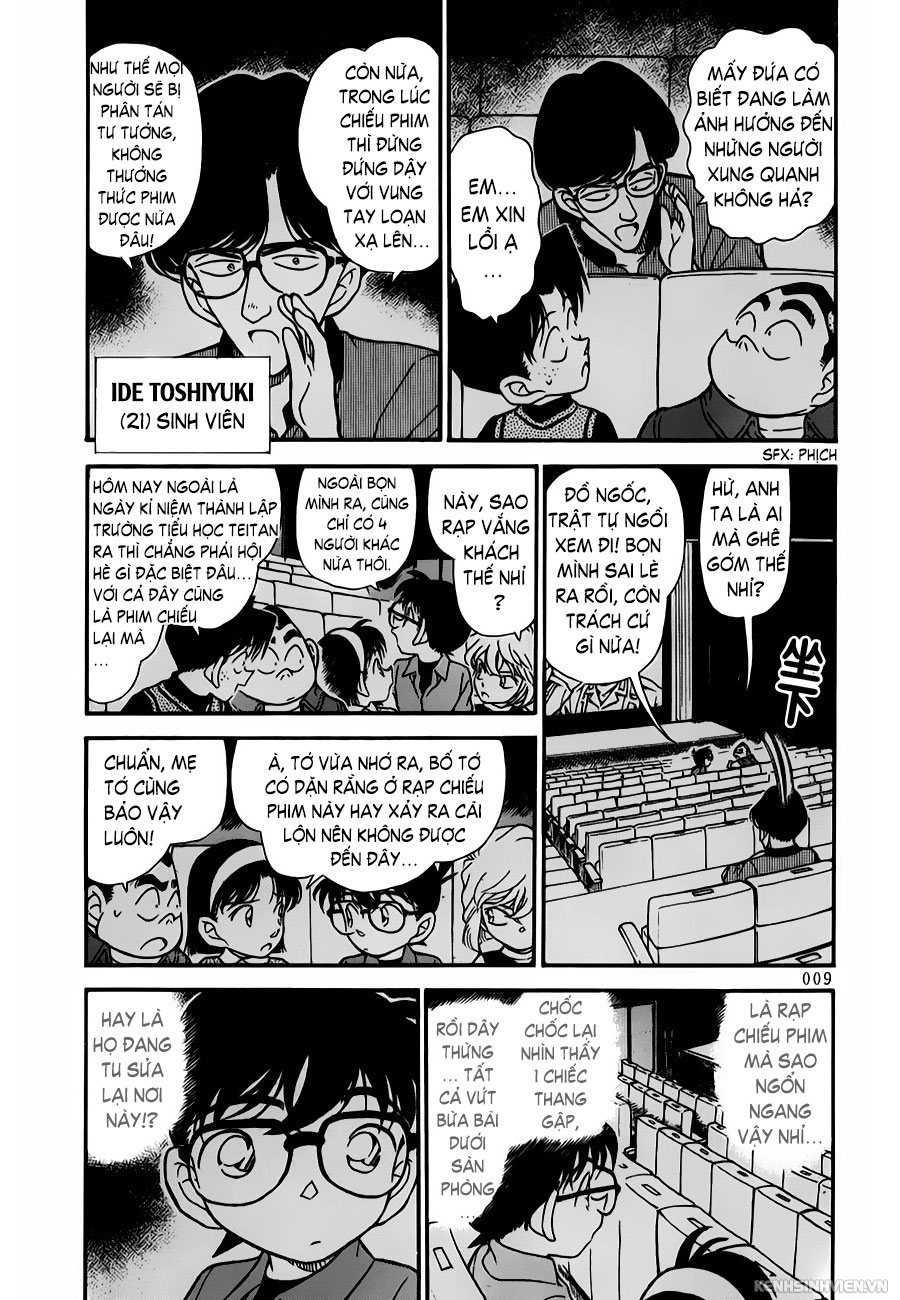 MẤY ĐỨA CÓ
BIẾT ĐANG LÀM
ẢNH HƯỞNG ĐẾN
NHỮNG NGƯỜI
XUNG QUANH
KHÔNG HẢ?
EM...
EM XIN
LỖI Ạ
...
CÒN NỮA,
TRONG LÚC
CHIẾU PHIM
THÌ ĐỪNG
ĐỨNG DẬY
VỚI VUNG
TAY LOẠN
XẠ LÊN...
NHƯ THẾ MỌI
NGƯỜI SẼ BỊ
PHÂN TÁN
TƯ TƯỞNG,
KHÔNG
THƯỞNG
THỨC PHIM
ĐƯỢC NỮA
ĐÂU!
IDE TOSHIYUKI
(21) SINH VIÊN
SFX: PHỊCH
HỪ, ANH
TA LÀ AI
MÀ GHÊ
GỚM THẾ
NHỈ?
ĐỒ NGỐC,
TRẬT TỰ NGỒI
XEM ĐI! BỌN
MÌNH SAI LÈ
RA RỒI, CÒN
TRÁCH CỨ
GÌ NỮA!
坐下
NÀY, SAO
RẠP VẮNG
KHÁCH
THẾ NHỈ
?
NGOÀI BỌN
MÌNH RA, CŨNG
CHỈ CÓ 4
NGƯỜI KHÁC
NỮA THÔI.
HÔM NAY NGOÀI LÀ
NGÀY KỈ NIỆM THÀNH LẬP
TRƯỜNG TIỂU HỌC TEITAN
RA THÌ CHẲNG PHẢI HỘI
HÈ GÌ ĐẶC BIỆT ĐÂU...
VỚI CẢ ĐÂY CŨNG
LÀ PHIM CHIẾU
LẠI MÀ
...
À, TỚ VỪA NHỚ RA, BỐ TỚ
CÓ DẶN RẰNG Ở RẠP CHIẾU
PHIM NÀY HAY XẢY RA CÃI
LỘN NÊN KHÔNG ĐƯỢC
ĐẾN ĐÂY...
CHUẨN, MẸ
TỚ CŨNG
BẢO VẬY
LUÔN!
009
LÀ RẠP
CHIẾU PHIM
MÀ SAO
NGỔN
NGANG
VẬY NHỈ...
CHỐC
CHỐC LẠI
NHÌN THẤY
1 CHIẾC
THANG
GẬP,
RỒI DÂY
THỪNG
... TẤT
CẢ VỨT
BỪA BÃI
DƯỚI
SÀN
PHÒNG
...
HAY LÀ
HỌ ĐANG
TU SỬA
LẠI NƠI
NÀY!?
KENHSINHVIEN.VN